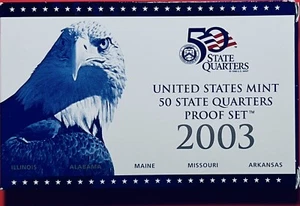 50
STATE
QUARTERS
UNITED STATES MINT
50 STATE QUARTERS
PROOF SET™
2003
ILLINOIS ALABAMA MAINE MISSOURI ARKANSAS